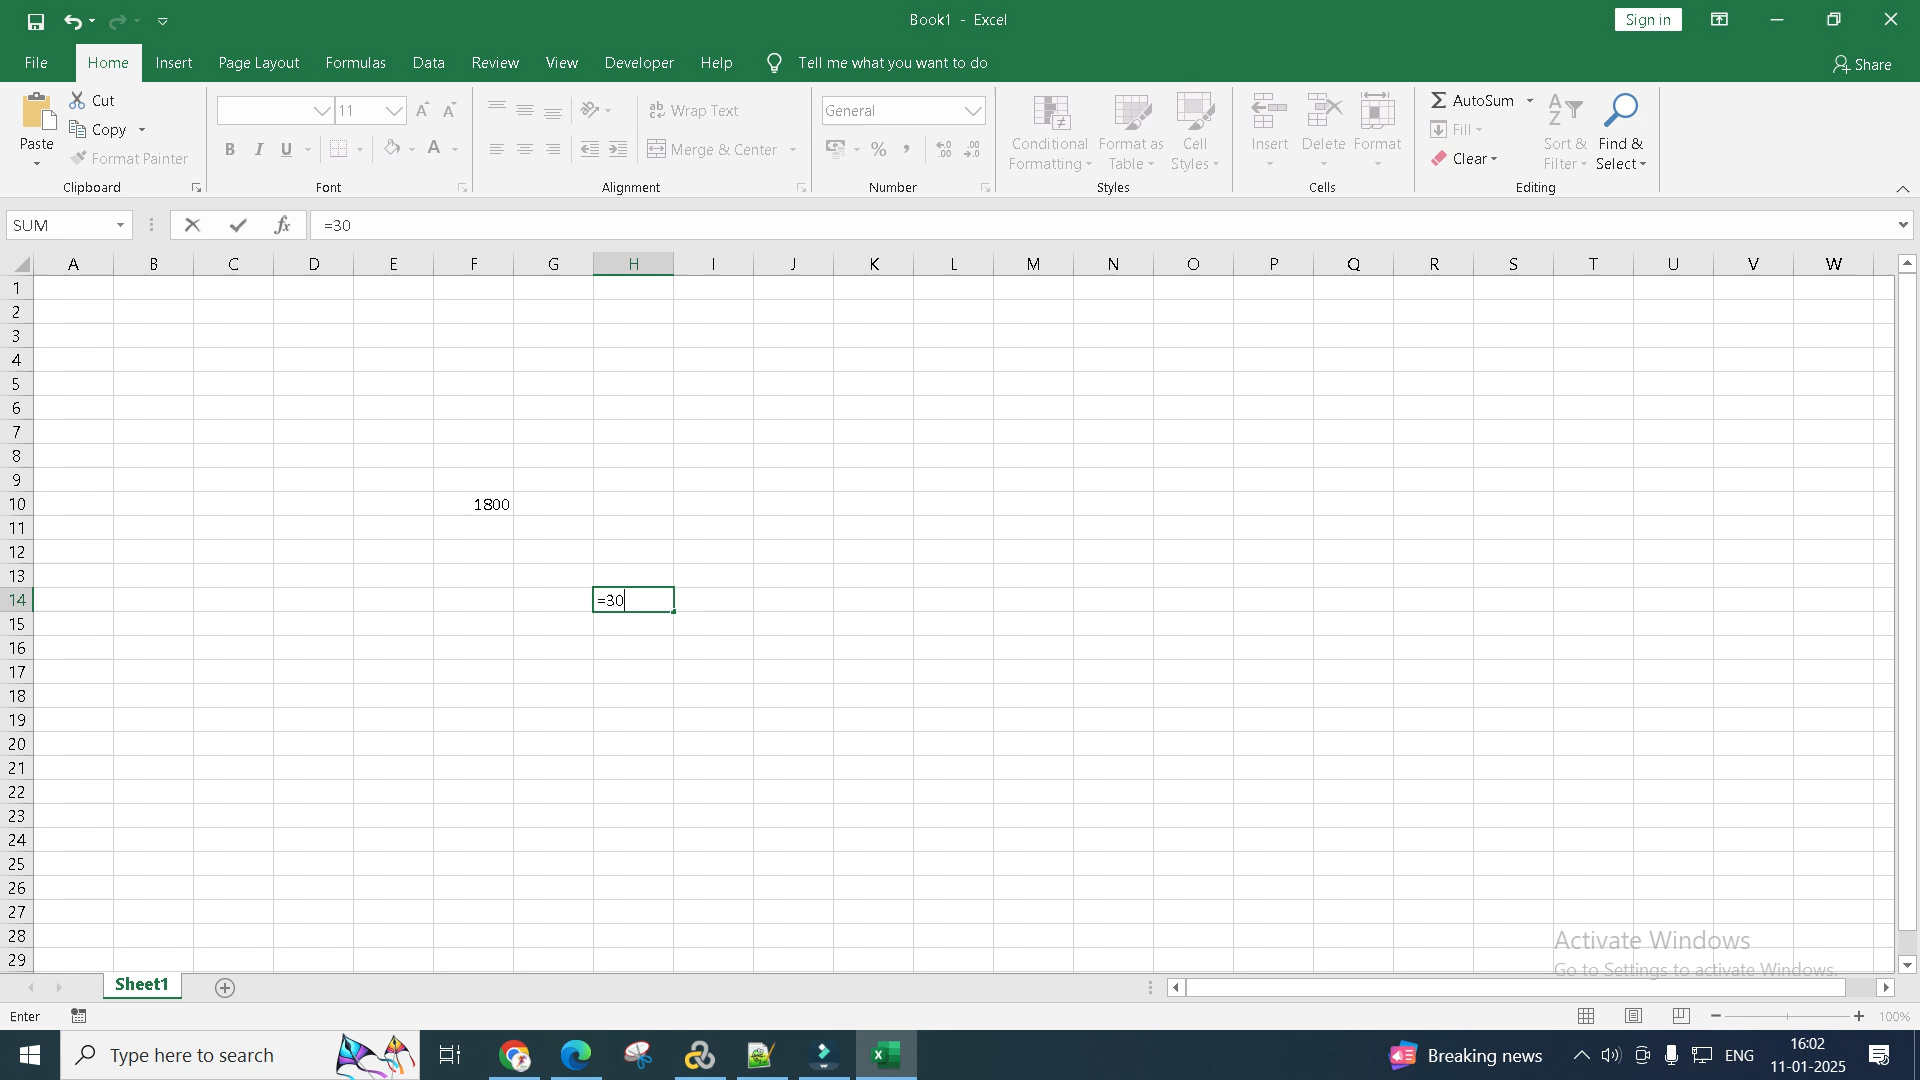 Book1 - Excel
Sign in
File Home Insert Page Layout Formulas Data Review View Developer Help Tell me what you want to do
Share
Paste
Cut
Copy
Format Painter
Clipboard
11
B I U
Font
Wrap Text
Merge & Center
Alignment
General
Number
Conditional Formatting
Format as Table
Cell Styles
Styles
Insert
Delete
Format
Cells
AutoSum
Fill
Clear
Sort & Filter
Find & Select
Editing
SUM
fx
=30
A B C D E F G H I J K L M N O P Q R S T U V W
1
2
3
4
5
6
7
8
9
10 1800
11
12
13
14 =30
15
16
17
18
19
20
21
22
23
24
25
26
27
28
29
Activate Windows
Go to Settings to activate Windows.
Sheet1
Enter
100%
Type here to search
Breaking news
ENG
16:02
11-01-2025